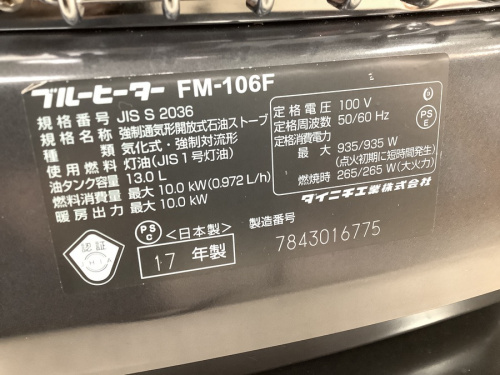 ブルーヒーター FM-106F
規格番号 JIS S 2036
規格名称 強制通気形開放式石油ストーブ
種類 気化式・強制対流形
使用燃料 灯油(JIS1号灯油)
油タンク容量 13.0L
燃料消費量 最大 10.0 kW(0.972 L/h)
暖房出力 最大 10.0 kW
定格電圧 100 V
定格周波数 50/60 Hz
定格消費電力
最大 935/935 W
(点火初期に短時間発生)
燃焼時 265/265 W(大火力)
PS
E
ダイニチ工業株式会社
認証
PS
C
<日本製>
17 年製
製造番号
7843016775